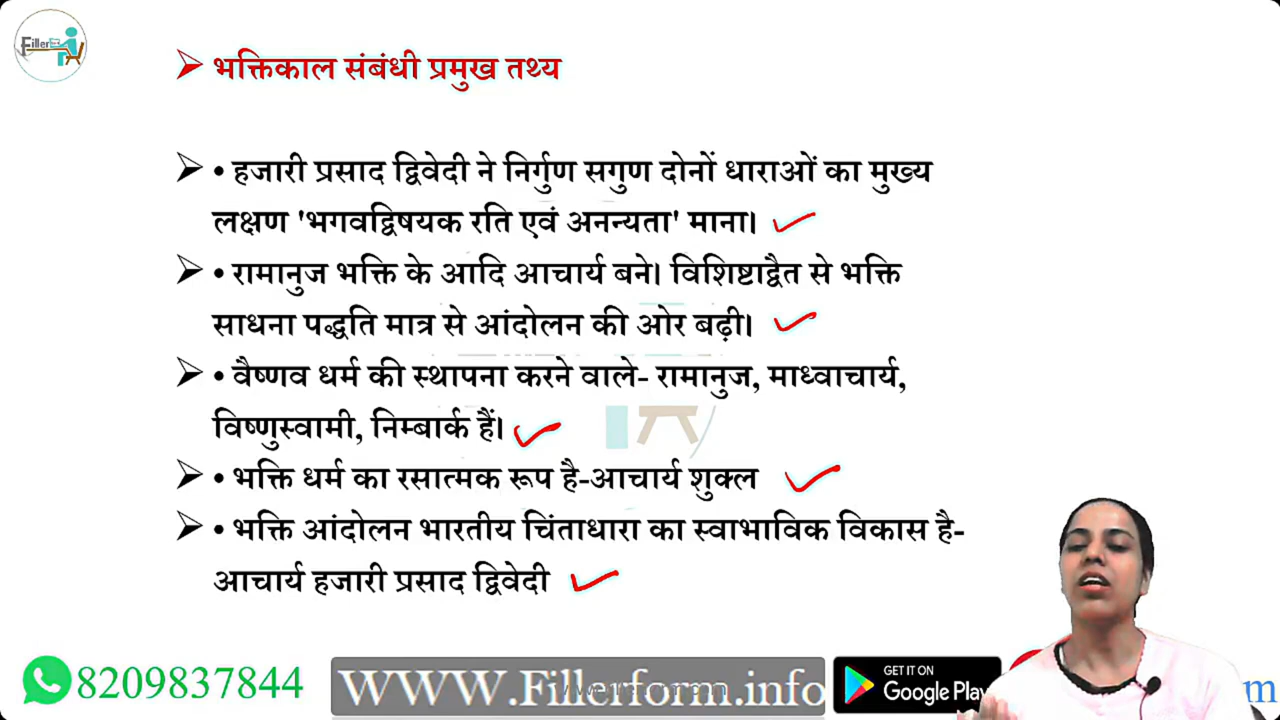 Filler
➢ भक्तिकाल संबंधी प्रमुख तथ्य
➢ • हजारी प्रसाद द्विवेदी ने निर्गुण सगुण दोनों धाराओं का मुख्य
लक्षण 'भगवद्विषयक रति एवं अनन्यता' माना।
➢ • रामानुज भक्ति के आदि आचार्य बने। विशिष्टाद्वैत से भक्ति
साधना पद्धति मात्र से आंदोलन की ओर बढ़ी।
➢ • वैष्णव धर्म की स्थापना करने वाले- रामानुज, माध्वाचार्य,
विष्णुस्वामी, निम्बार्क हैं।
➢ • भक्ति धर्म का रसात्मक रूप है-आचार्य शुक्ल
➢ • भक्ति आंदोलन भारतीय चिंताधारा का स्वाभाविक विकास है-
आचार्य हजारी प्रसाद द्विवेदी
8209837844
WWW.Fillerform.info
GET IT ON
Google Play
m